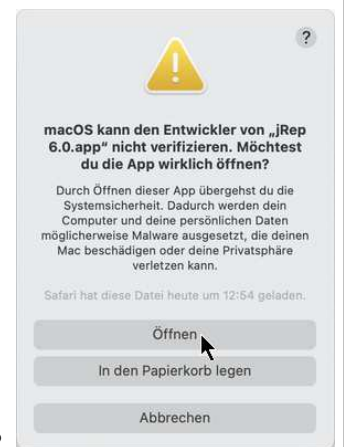 ?
macOS kann den Entwickler von „jRep
6.0.app“ nicht verifizieren. Möchtest
du die App wirklich öffnen?
Durch Öffnen dieser App übergehst du die
Systemsicherheit. Dadurch werden dein
Computer und deine persönlichen Daten
möglicherweise Malware ausgesetzt, die deinen
Mac beschädigen oder deine Privatsphäre
verletzen kann.
Safari hat diese Datei heute um 12:54 geladen.
Öffnen
In den Papierkorb legen
Abbrechen